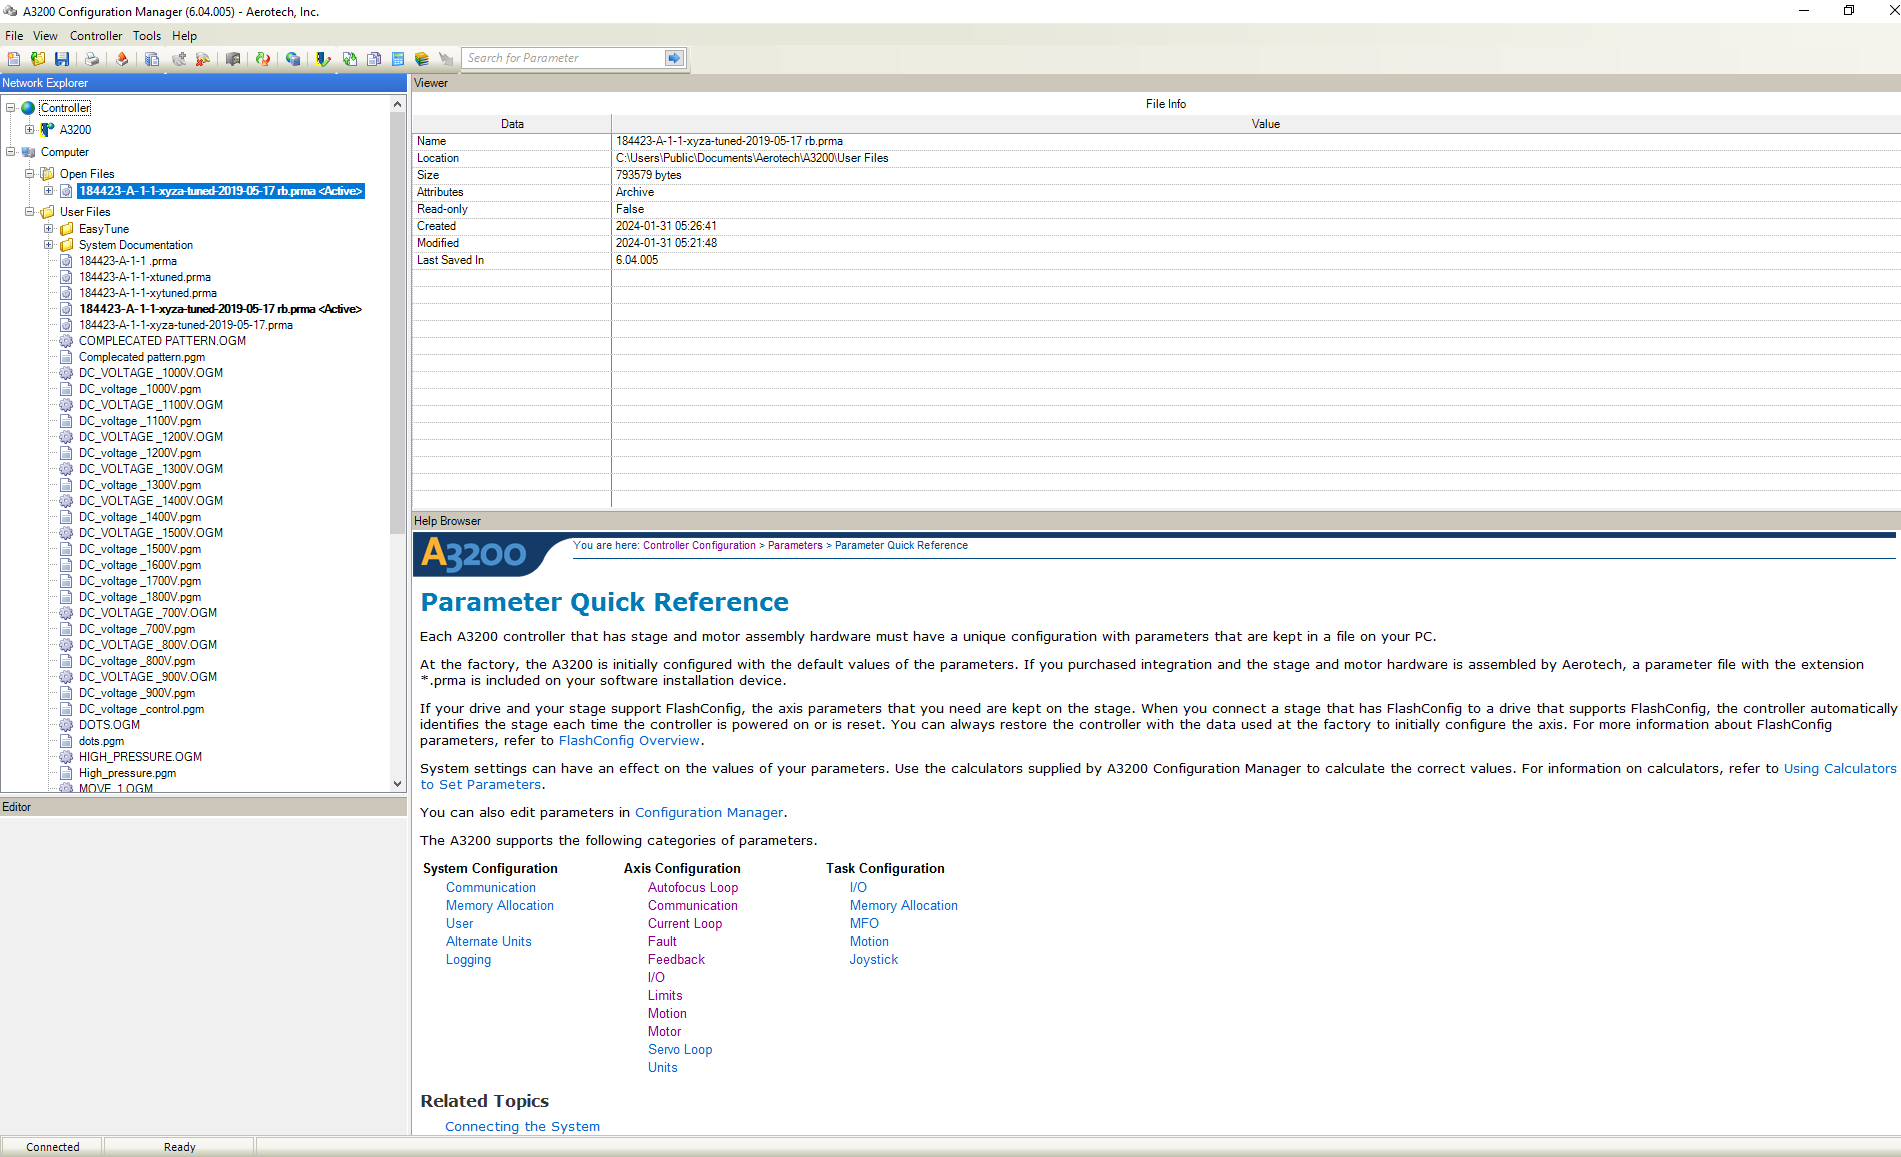 A3200 Configuration Manager (6.04.005) - Aerotech, Inc.
File View Controller Tools Help
Search for Parameter
Network Explorer
Controller
A3200
Computer
Open Files
184423-A-1-1-xyza-tuned-2019-05-17 rb.prma <Active>
User Files
EasyTune
System Documentation
184423-A-1-1 .prma
184423-A-1-1-xtuned.prma
184423-A-1-1-xytuned.prma
184423-A-1-1-xyza-tuned-2019-05-17 rb.prma <Active>
184423-A-1-1-xyza-tuned-2019-05-17.prma
COMPLECATED PATTERN.OGM
Complecated pattern.pgm
DC_VOLTAGE _1000V.OGM
DC_voltage _1000V.pgm
DC_VOLTAGE _1100V.OGM
DC_voltage _1100V.pgm
DC_VOLTAGE _1200V.OGM
DC_voltage _1200V.pgm
DC_VOLTAGE _1300V.OGM
DC_voltage _1300V.pgm
DC_VOLTAGE _1400V.OGM
DC_voltage _1400V.pgm
DC_VOLTAGE _1500V.OGM
DC_voltage _1500V.pgm
DC_voltage _1600V.pgm
DC_voltage _1700V.pgm
DC_voltage _1800V.pgm
DC_VOLTAGE _700V.OGM
DC_voltage _700V.pgm
DC_VOLTAGE _800V.OGM
DC_voltage _800V.pgm
DC_VOLTAGE _900V.OGM
DC_voltage _900V.pgm
DC_voltage _control.pgm
DOTS.OGM
dots.pgm
HIGH_PRESSURE.OGM
High_pressure.pgm
MOVE_1.OGM
Editor
Viewer
File Info
Data Value
Name 184423-A-1-1-xyza-tuned-2019-05-17 rb.prma
Location C:\Users\Public\Documents\Aerotech\A3200\User Files
Size 793579 bytes
Attributes Archive
Read-only False
Created 2024-01-31 05:26:41
Modified 2024-01-31 05:21:48
Last Saved In 6.04.005
Help Browser
A3200
You are here: Controller Configuration > Parameters > Parameter Quick Reference
Parameter Quick Reference
Each A3200 controller that has stage and motor assembly hardware must have a unique configuration with parameters that are kept in a file on your PC.
At the factory, the A3200 is initially configured with the default values of the parameters. If you purchased integration and the stage and motor hardware is assembled by Aerotech, a parameter file with the extension
*.prma is included on your software installation device.
If your drive and your stage support FlashConfig, the axis parameters that you need are kept on the stage. When you connect a stage that has FlashConfig to a drive that supports FlashConfig, the controller automatically
identifies the stage each time the controller is powered on or is reset. You can always restore the controller with the data used at the factory to initially configure the axis. For more information about FlashConfig
parameters, refer to FlashConfig Overview.
System settings can have an effect on the values of your parameters. Use the calculators supplied by A3200 Configuration Manager to calculate the correct values. For information on calculators, refer to Using Calculators
to Set Parameters.
You can also edit parameters in Configuration Manager.
The A3200 supports the following categories of parameters.
System Configuration Axis Configuration Task Configuration
Communication Autofocus Loop I/O
Memory Allocation Communication Memory Allocation
User Current Loop MFO
Alternate Units Fault Motion
Logging Feedback Joystick
I/O
Limits
Motion
Motor
Servo Loop
Units
Related Topics
Connecting the System
Connected Ready